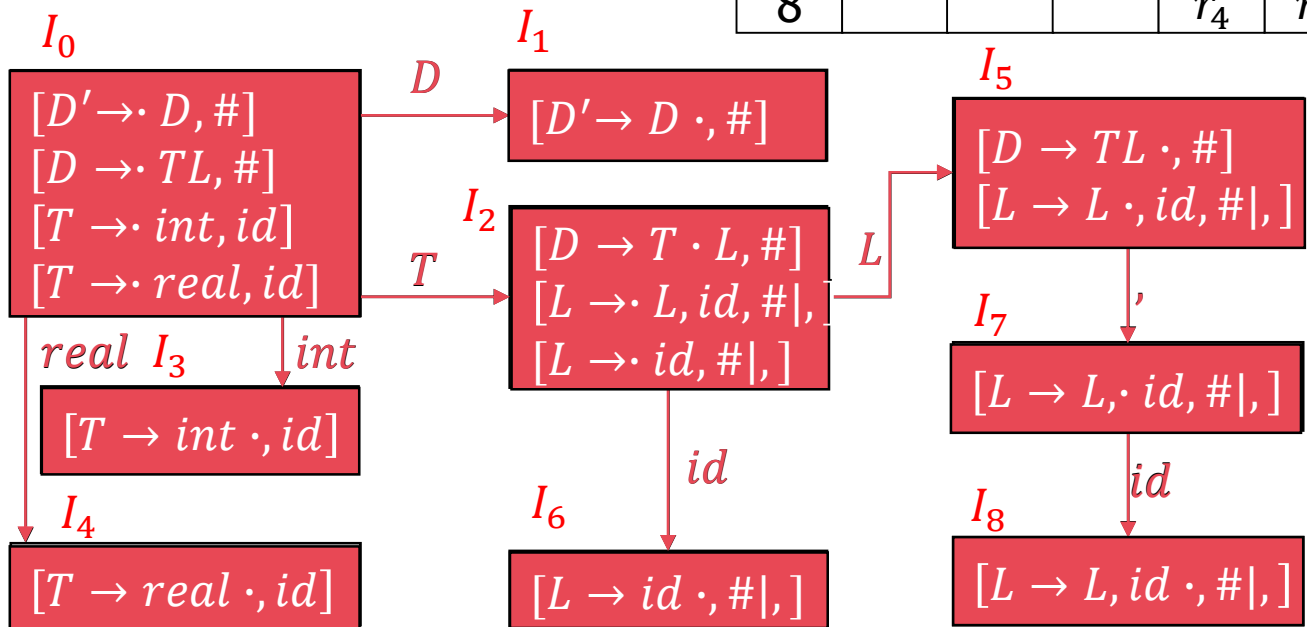 8 r₄
I₀
[D′ →· D, #]
[D →· TL, #]
[T →· int, id]
[T →· real, id]
D
I₁
[D′ → D ·, #]
T
I₂
[D → T · L, #]
[L →· L, id, #|, ]
[L →· id, #|, ]
L
I₅
[D → TL ·, #]
[L → L ·, id, #|, ]
,
real
I₃
int
[T → int ·, id]
I₇
[L → L,· id, #|, ]
id
I₄
[T → real ·, id]
I₆
[L → id ·, #|, ]
id
I₈
[L → L, id ·, #|, ]